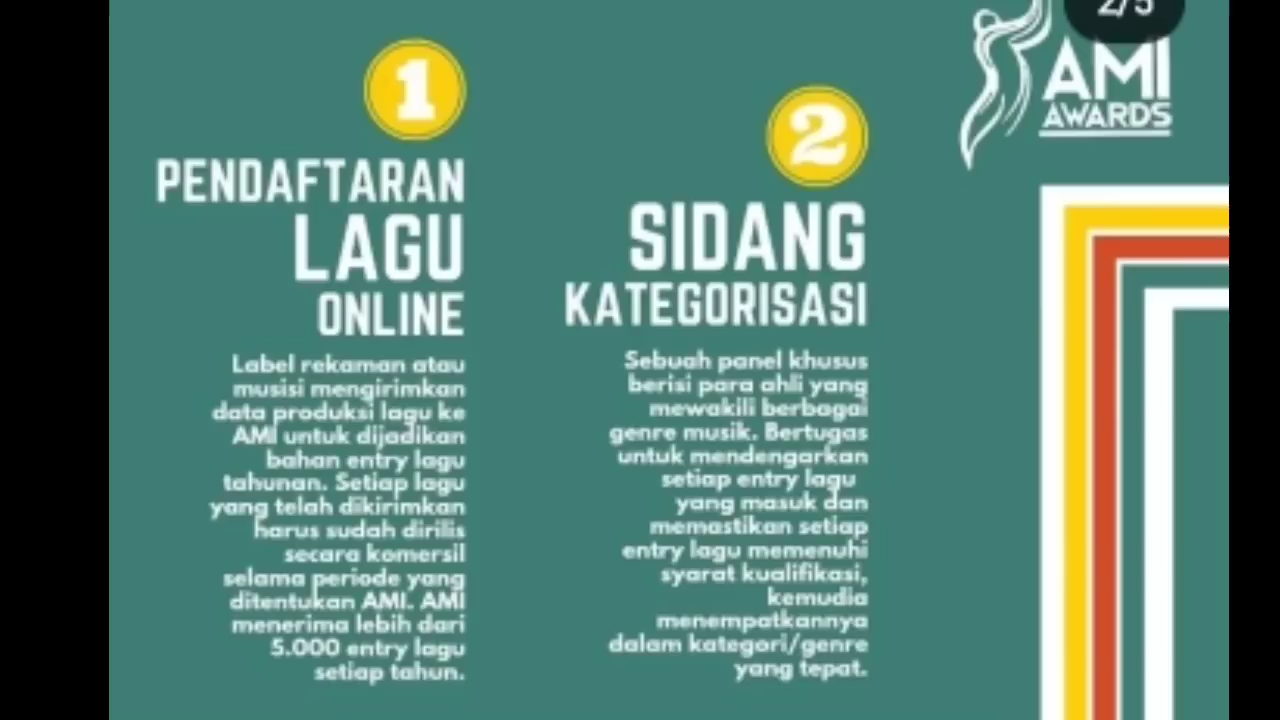 2/5
AMI
AWARDS
1
PENDAFTARAN
LAGU
ONLINE
Label rekaman atau
musisi mengirimkan
data produksi lagu ke
AMI untuk dijadikan
bahan entry lagu
tahunan. Setiap lagu
yang telah dikirimkan
harus sudah dirilis
secara komersil
selama periode yang
ditentukan AMI. AMI
menerima lebih dari
5.000 entry lagu
setiap tahun.
2
SIDANG
KATEGORISASI
Sebuah panel khusus
berisi para ahli yang
mewakili berbagai
genre musik. Bertugas
untuk mendengarkan
setiap entry lagu
yang masuk dan
memastikan setiap
entry lagu memenuhi
syarat kualifikasi,
kemudia
menempatkannya
dalam kategori/genre
yang tepat.